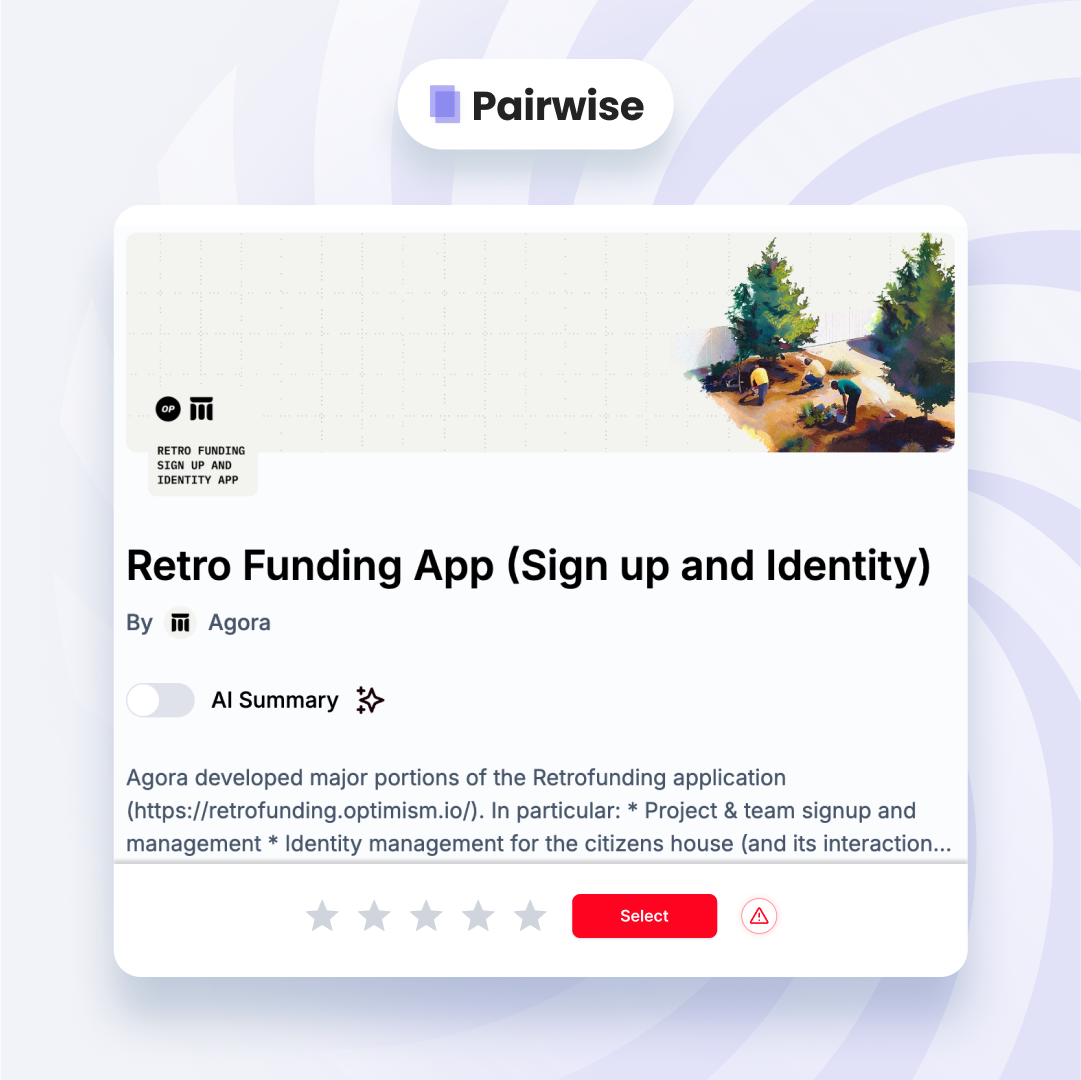 Pairwise
OP
RETRO FUNDING
SIGN UP AND
IDENTITY APP
Retro Funding App (Sign up and Identity)
By Agora
AI Summary
Agora developed major portions of the Retrofunding application
(https://retrofunding.optimism.io/). In particular: * Project & team signup and
management * Identity management for the citizens house (and its interaction...
Select